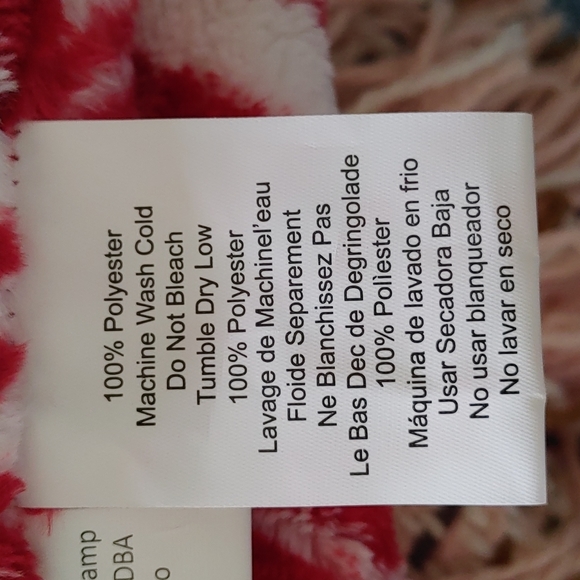 100% Polyester
Machine Wash Cold
Do Not Bleach
Tumble Dry Low
100% Polyester
Lavage de Machinel'eau
Floide Separement
Ne Blanchissez Pas
Le Bas Dec de Degringolade
100% Poliester
Máquina de lavado en frio
Usar Secadora Baja
No usar blanqueador
No lavar en seco
amp
DBA
o